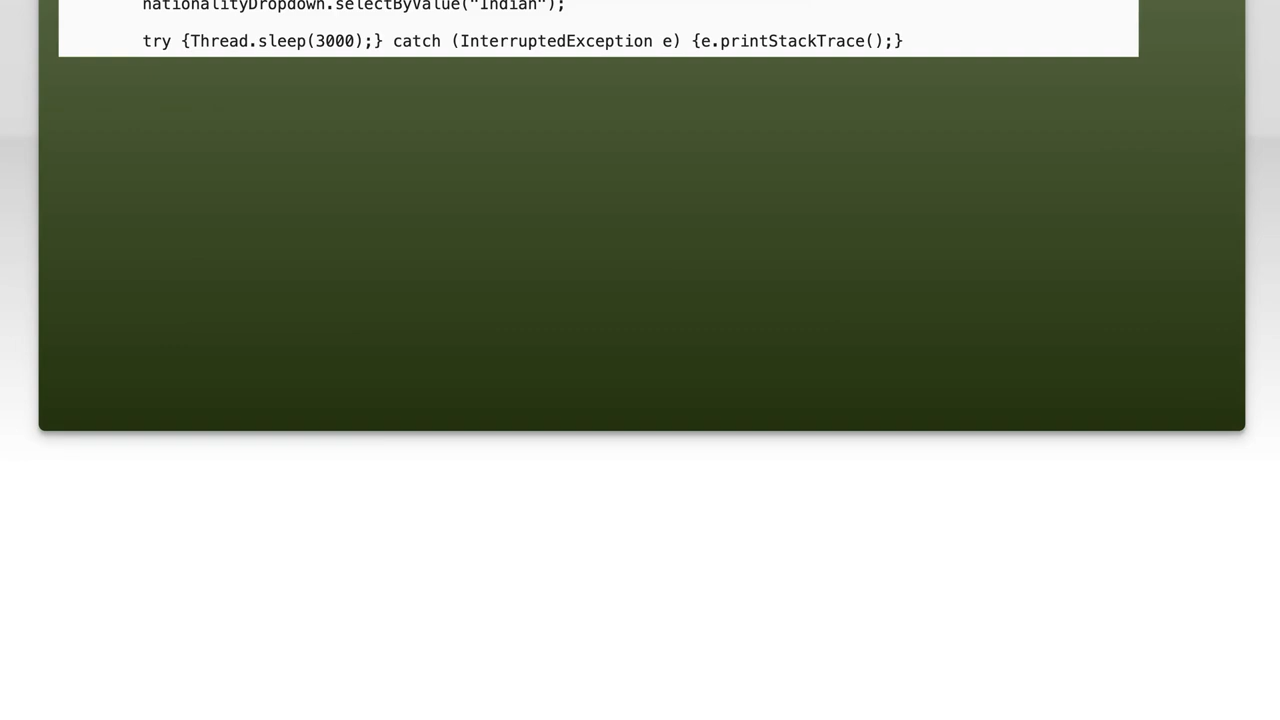 nationalityDropdown.selectByValue("Indian");
try {Thread.sleep(3000);} catch (InterruptedException e) {e.printStackTrace();}